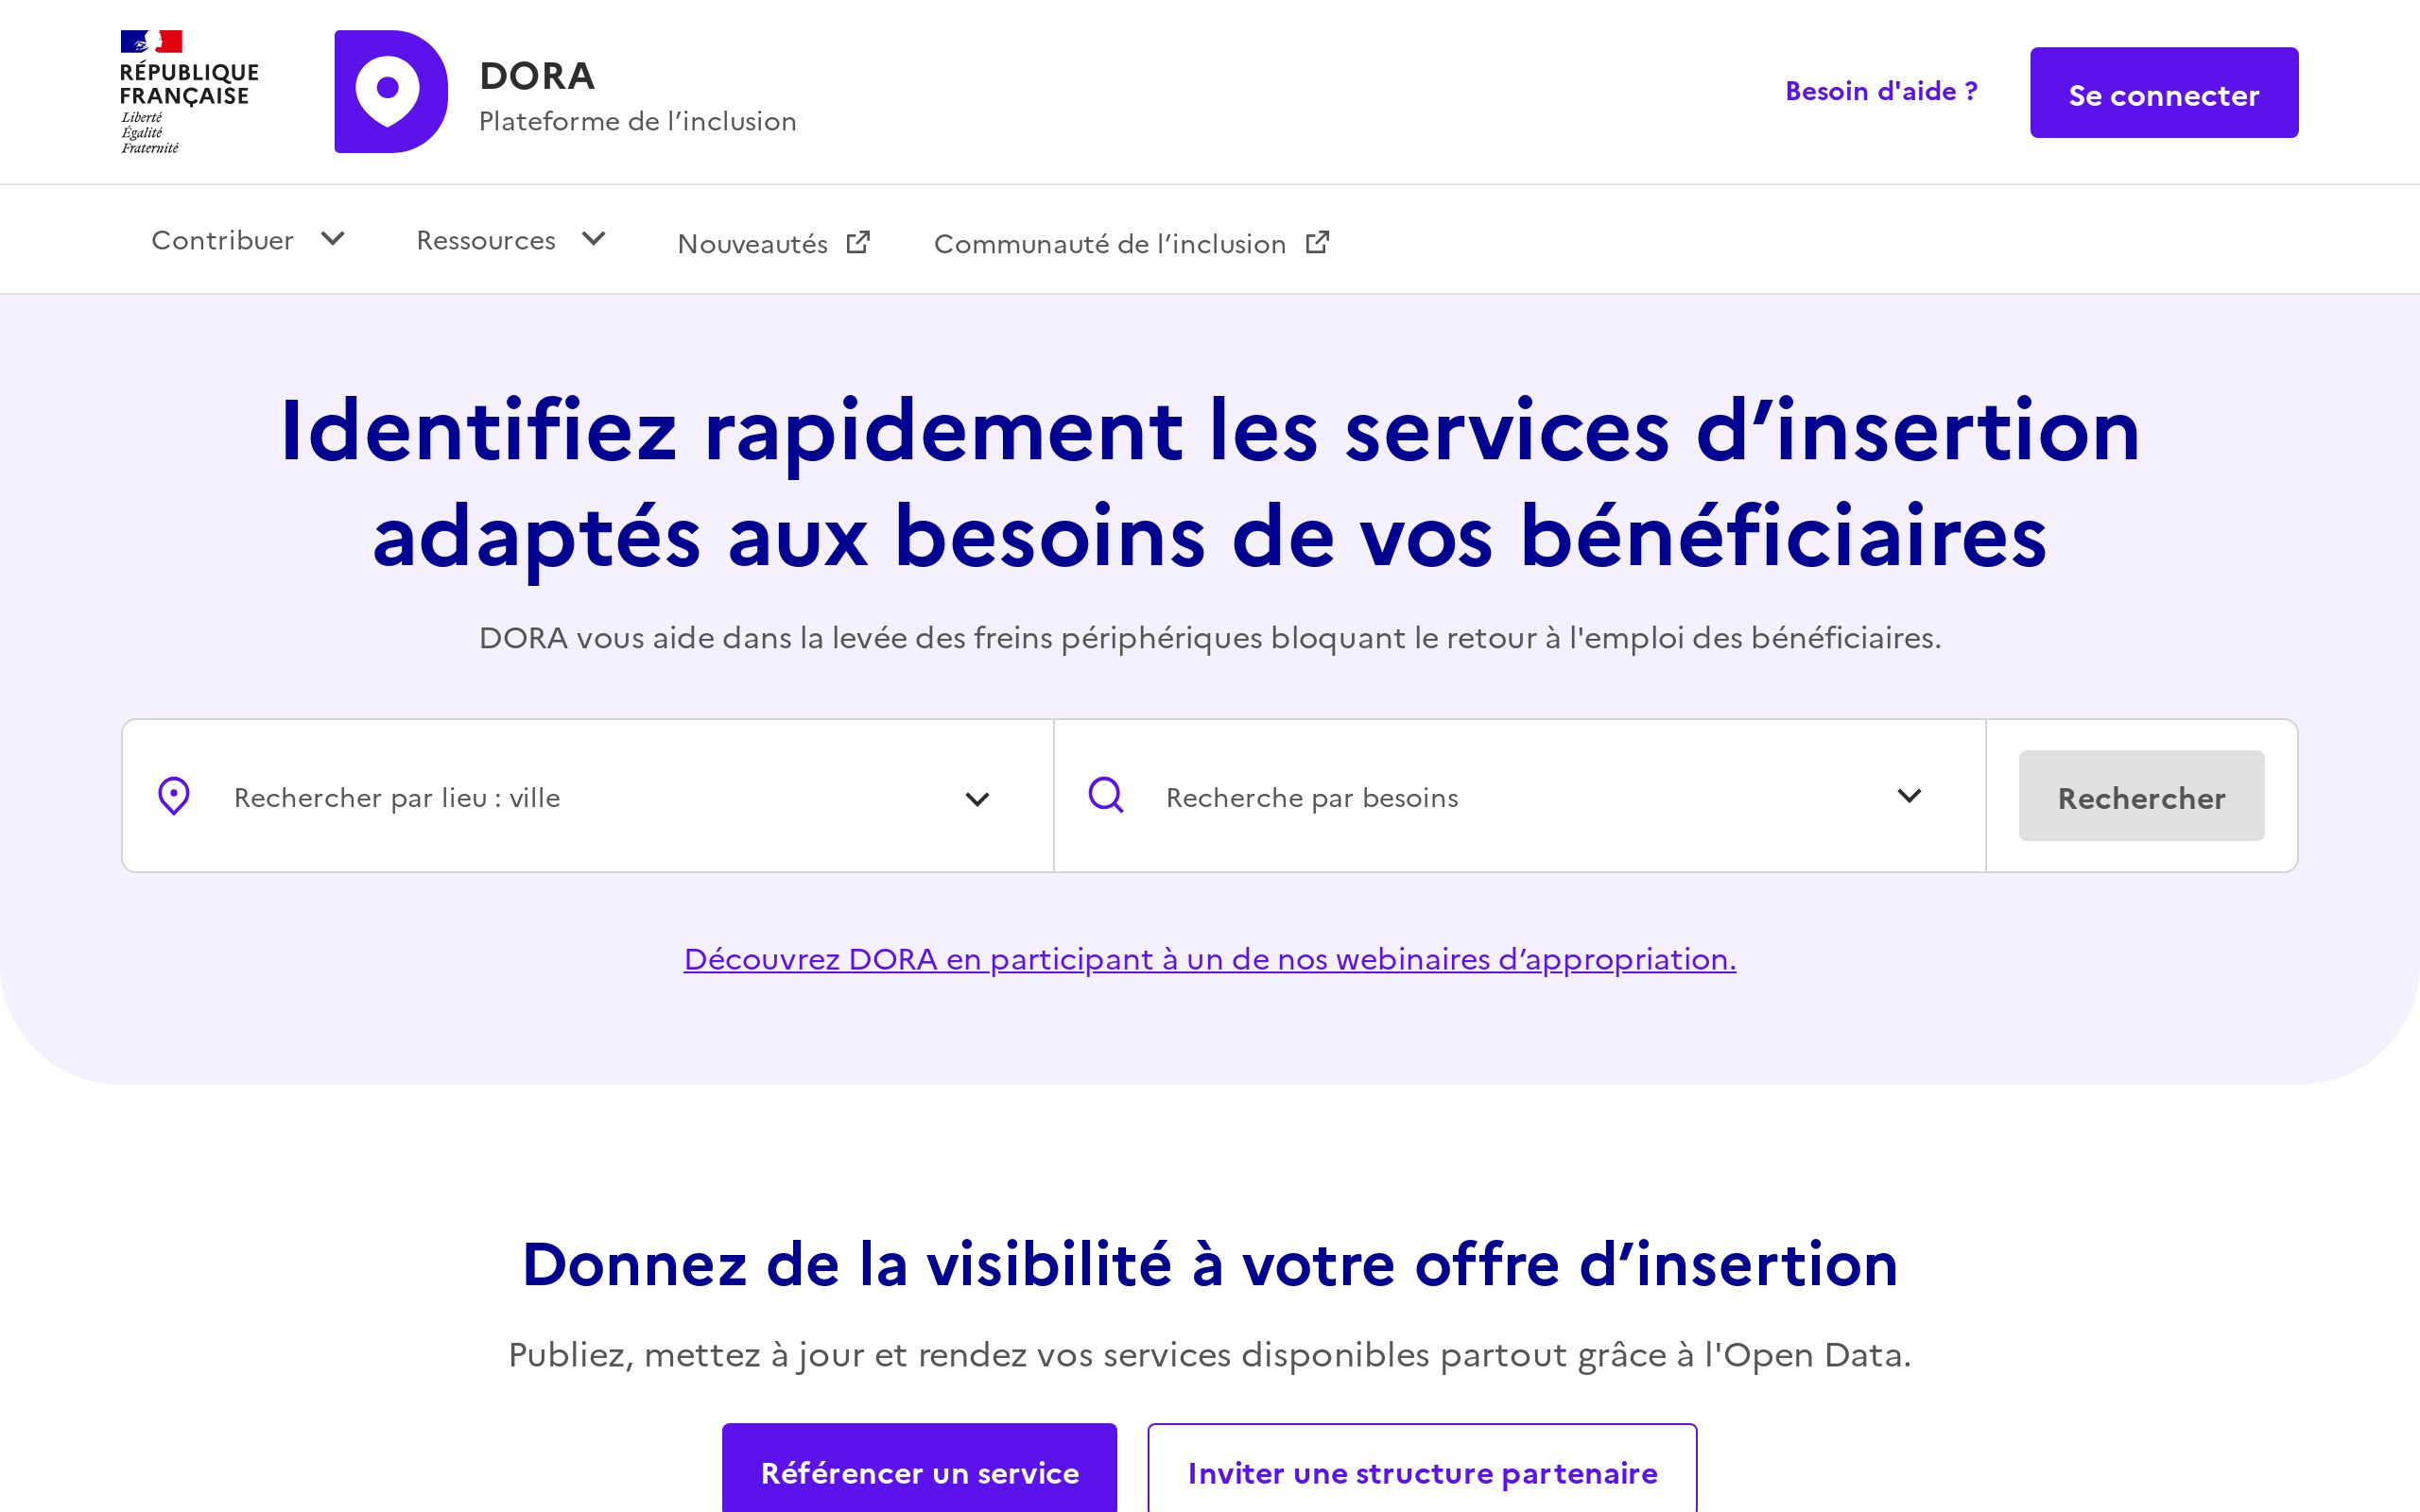 RÉPUBLIQUE
FRANÇAISE
Liberté
Égalité
Fraternité
DORA
Plateforme de l’inclusion
Besoin d'aide ?
Se connecter
Contribuer
Ressources
Nouveautés
Communauté de l’inclusion
Identifiez rapidement les services d’insertion
adaptés aux besoins de vos bénéficiaires
DORA vous aide dans la levée des freins périphériques bloquant le retour à l'emploi des bénéficiaires.
Rechercher par lieu : ville
Recherche par besoins
Rechercher
Découvrez DORA en participant à un de nos webinaires d’appropriation.
Donnez de la visibilité à votre offre d’insertion
Publiez, mettez à jour et rendez vos services disponibles partout grâce à l'Open Data.
Référencer un service
Inviter une structure partenaire